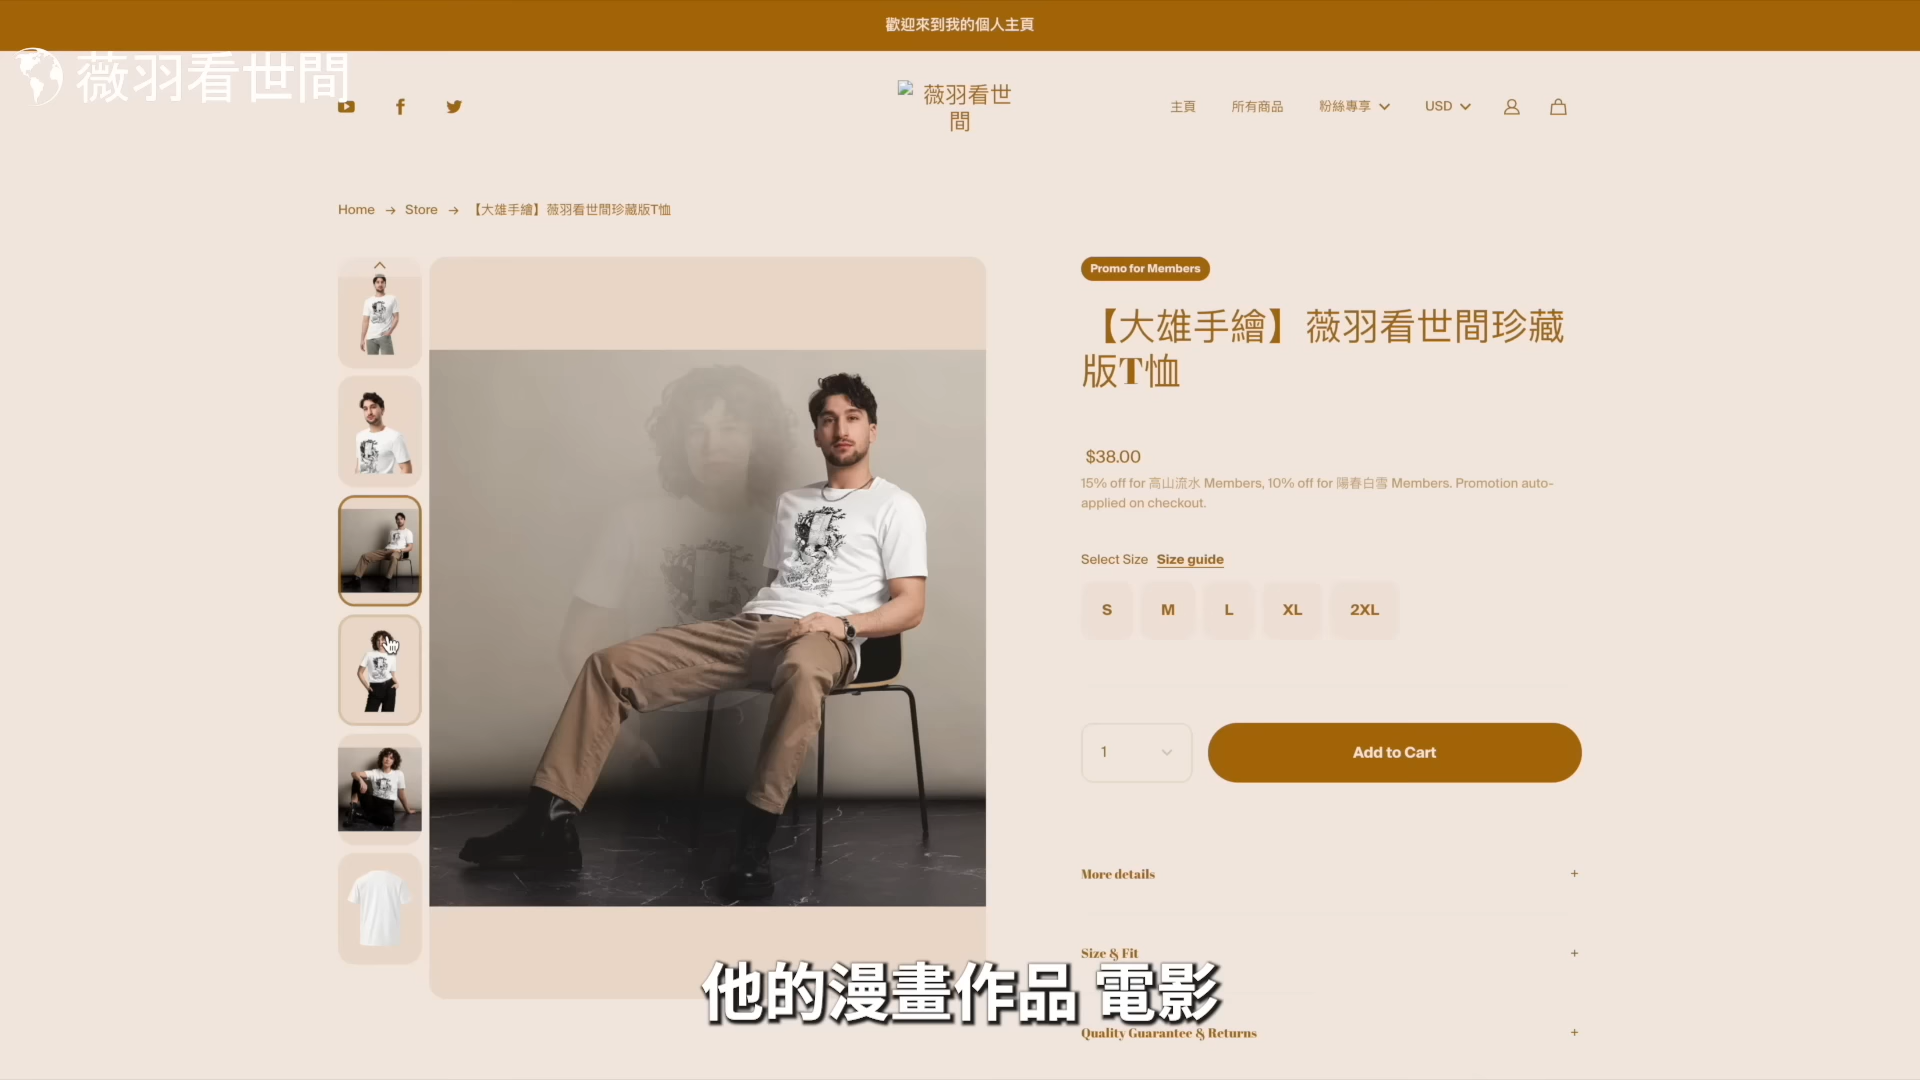 歡迎來到我的個人主頁
薇羽看世間
薇羽看世
間
主頁
所有商品
粉絲專享
USD
Home → Store → 【大雄手繪】薇羽看世間珍藏版T恤
Promo for Members
【大雄手繪】薇羽看世間珍藏
版T恤
$38.00
15% off for 高山流水 Members, 10% off for 陽春白雪 Members. Promotion auto-
applied on checkout.
Select Size Size guide
S M L XL 2XL
1
Add to Cart
More details +
Size & Fit +
他的漫畫作品 電影
Quality Guarantee & Returns +